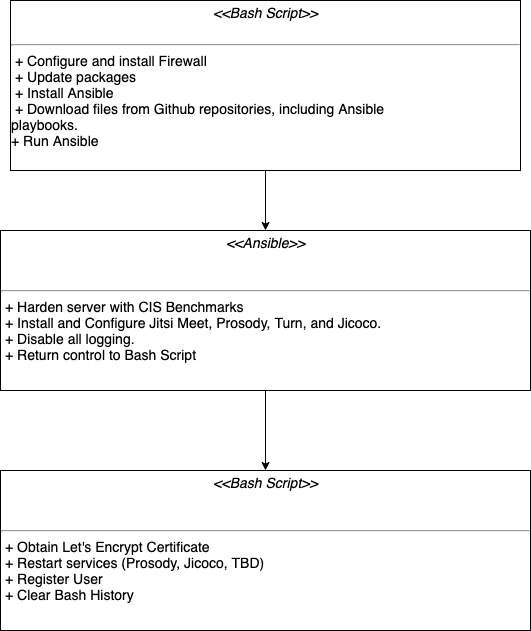 <<Bash Script>>
+ Configure and install Firewall
+ Update packages
+ Install Ansible
+ Download files from Github repositories, including Ansible
playbooks.
+ Run Ansible
<<Ansible>>
+ Harden server with CIS Benchmarks
+ Install and Configure Jitsi Meet, Prosody, Turn, and Jicoco.
+ Disable all logging.
+ Return control to Bash Script
<<Bash Script>>
+ Obtain Let's Encrypt Certificate
+ Restart services (Prosody, Jicoco, TBD)
+ Register User
+ Clear Bash History